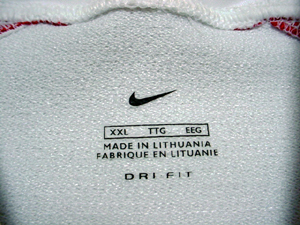 XXL TTG EEG
MADE IN LITHUANIA
FABRIQUE EN LITUANIE
DRI-FIT